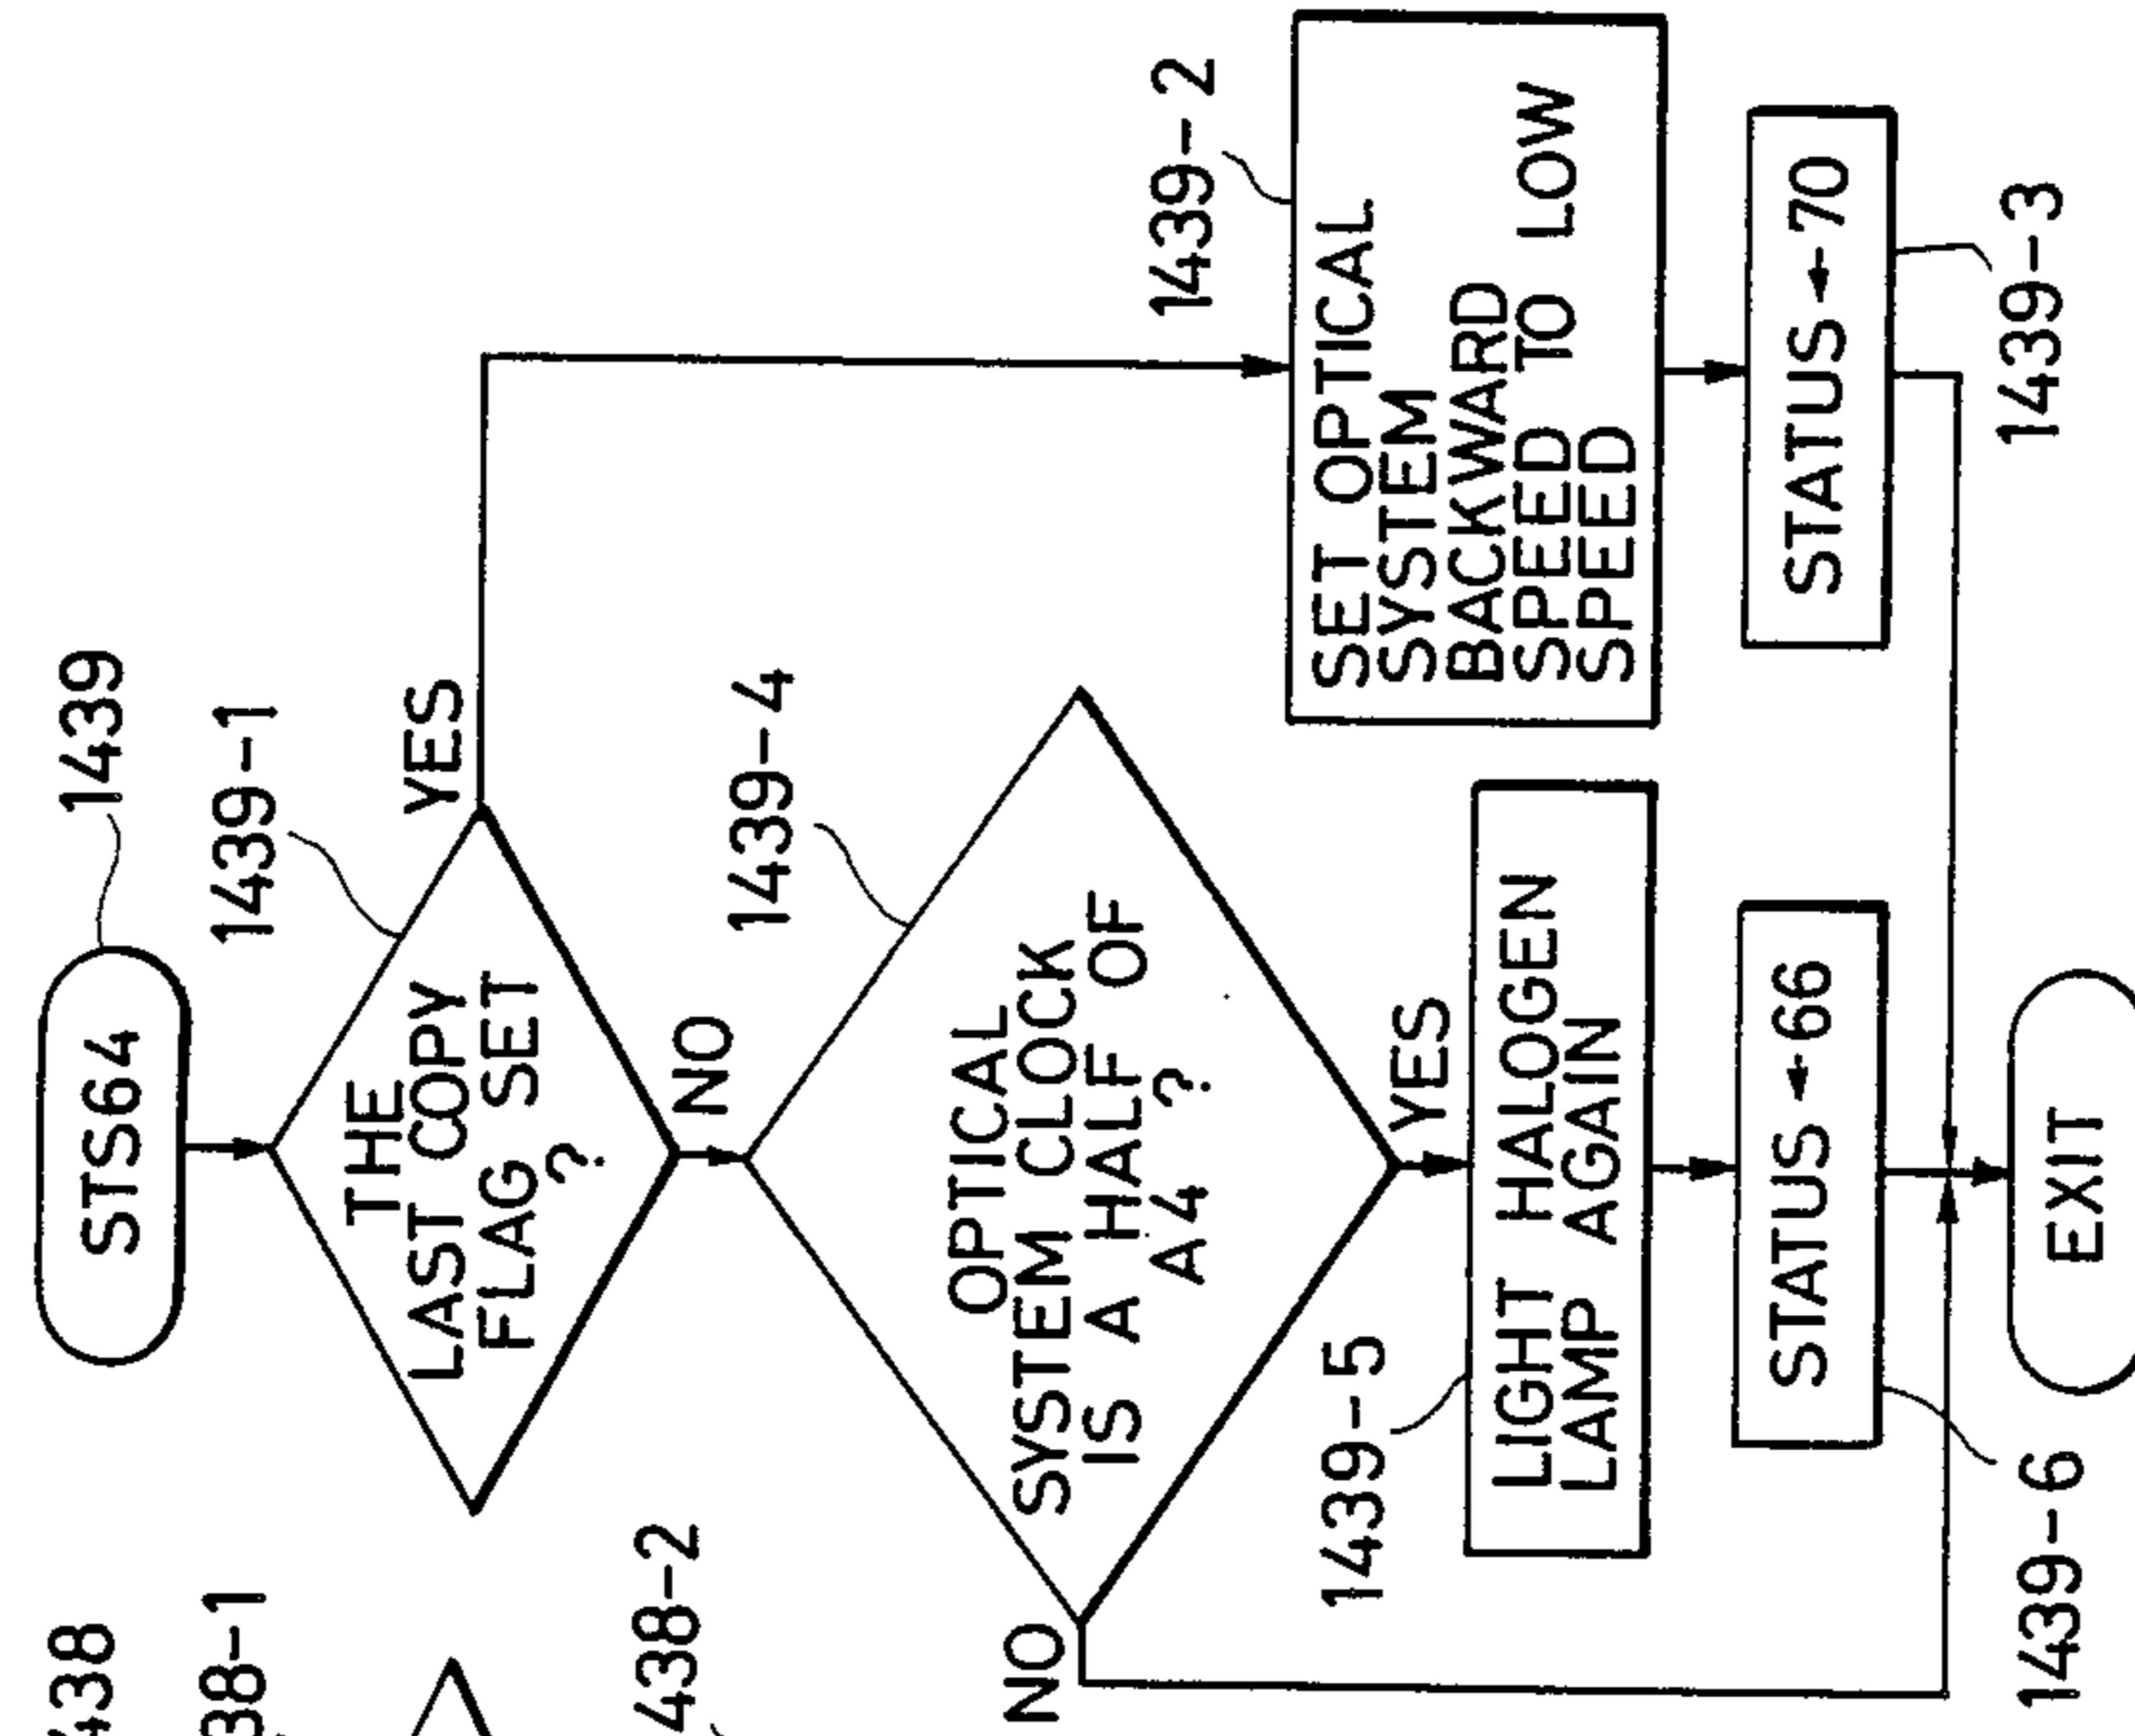 1439
STS64
1439-1
THE
LAST COPY
FLAG SET
?
YES
NO
1439-4
OPTICAL
SYSTEM CLOCK
IS A HALF OF
A4 ?
NO
YES
1439-2
SET OPTICAL
SYSTEM
BACKWARD
SPEED TO LOW
SPEED
STATUS ← 70
1439-3
1439-5
LIGHT HALOGEN
LAMP AGAIN
STATUS ← 66
1439-6
EXIT
438
38-1
438-2